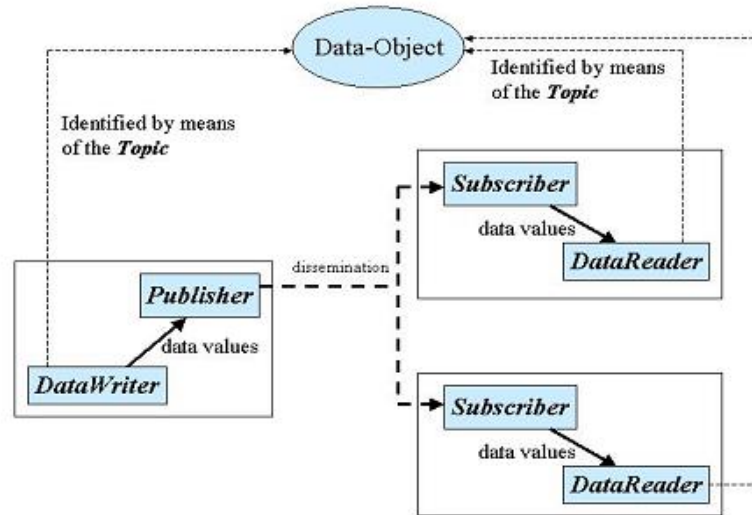 Data-Object
Identified by means
of the Topic
Identified by means
of the Topic
Subscriber
data values
DataReader
dissemination
Publisher
data values
DataWriter
Subscriber
data values
DataReader